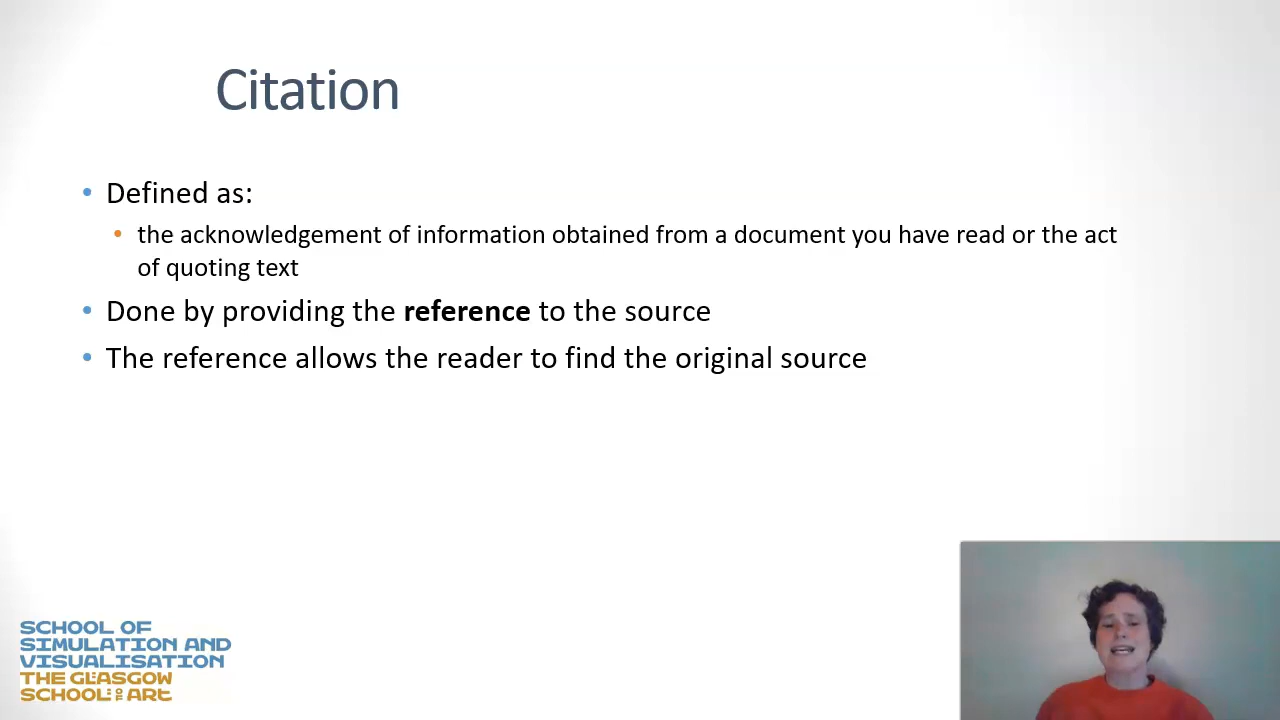 Citation
• Defined as:
• the acknowledgement of information obtained from a document you have read or the act
of quoting text
• Done by providing the reference to the source
• The reference allows the reader to find the original source
SCHOOL OF
SIMULATION AND
VISUALISATION
THE GLASGOW
SCHOOL OF ART